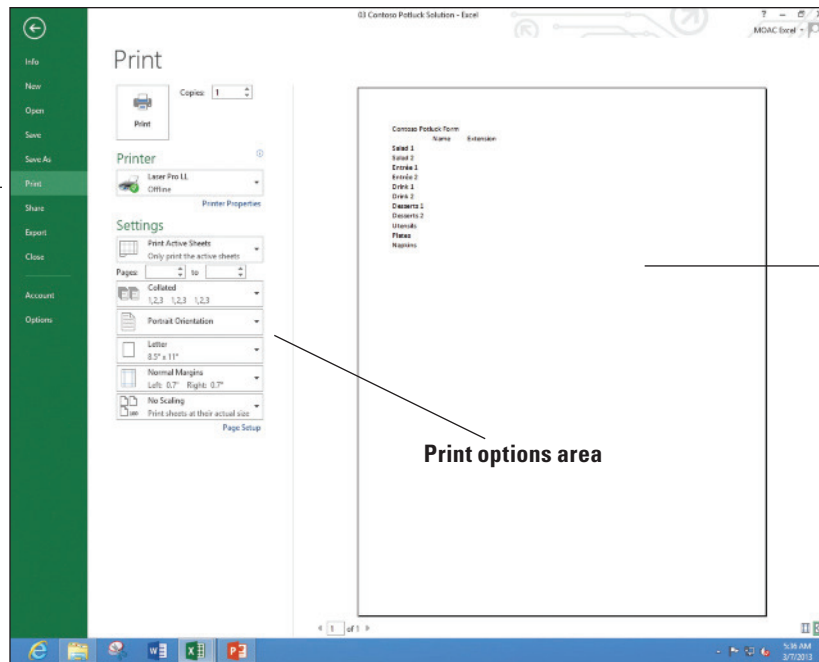 03 Contoso Potluck Solution - Excel
?
MOAC Excel
Info
New
Open
Save
Save As
Print
Share
Export
Close
Account
Options
Print
Print
Copies: 1
Printer
Laser Pro LL
Offline
Printer Properties
Settings
Print Active Sheets
Only print the active sheets
Pages: to
Collated
1,2,3 1,2,3 1,2,3
Portrait Orientation
Letter
8.5" x 11"
Normal Margins
Left: 0.7" Right: 0.7"
No Scaling
Print sheets at their actual size
Page Setup
Contoso Potluck Form
Name Extension
Salad 1
Salad 2
Entrée 1
Entrée 2
Drink 1
Drink 2
Desserts 1
Desserts 2
Utensils
Plates
Napkins
Print options area
1 of 1
5:36 AM
3/7/2013